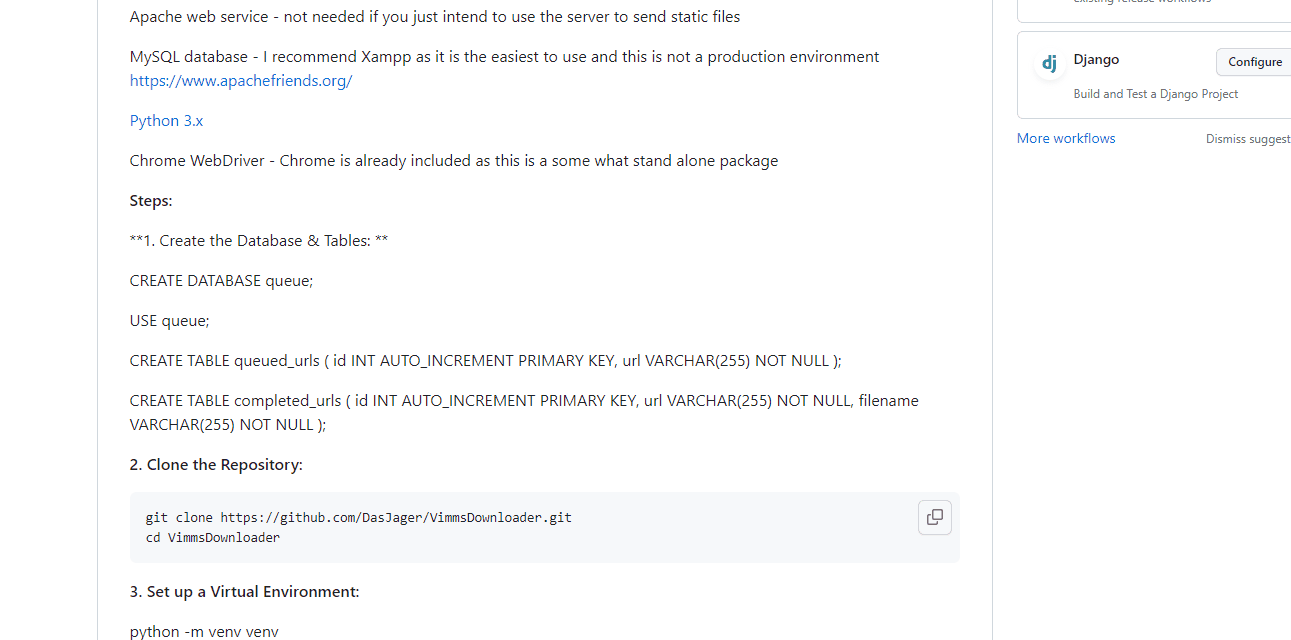 Apache web service - not needed if you just intend to use the server to send static files
MySQL database - I recommend Xampp as it is the easiest to use and this is not a production environment
https://www.apachefriends.org/
Python 3.x
Chrome WebDriver - Chrome is already included as this is a some what stand alone package
Steps:
**1. Create the Database & Tables: **
CREATE DATABASE queue;
USE queue;
CREATE TABLE queued_urls ( id INT AUTO_INCREMENT PRIMARY KEY, url VARCHAR(255) NOT NULL );
CREATE TABLE completed_urls ( id INT AUTO_INCREMENT PRIMARY KEY, url VARCHAR(255) NOT NULL, filename
VARCHAR(255) NOT NULL );
2. Clone the Repository:
git clone https://github.com/DasJager/VimmsDownloader.git
cd VimmsDownloader
3. Set up a Virtual Environment:
python -m venv venv
existing release workflows
dj
Django
Configure
Build and Test a Django Project
More workflows
Dismiss suggest